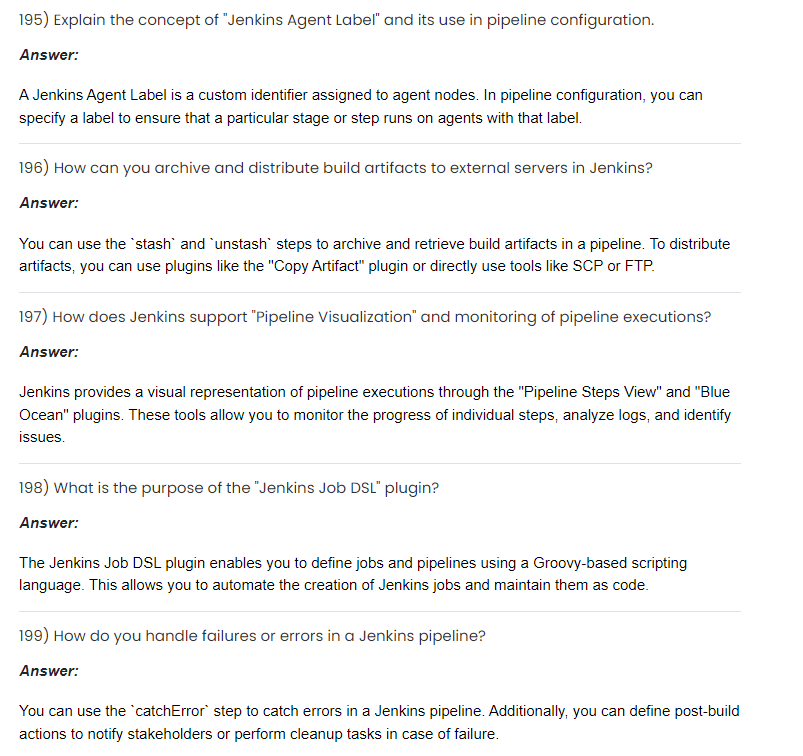 195) Explain the concept of "Jenkins Agent Label" and its use in pipeline configuration.
Answer:
A Jenkins Agent Label is a custom identifier assigned to agent nodes. In pipeline configuration, you can
specify a label to ensure that a particular stage or step runs on agents with that label.
196) How can you archive and distribute build artifacts to external servers in Jenkins?
Answer:
You can use the `stash` and `unstash` steps to archive and retrieve build artifacts in a pipeline. To distribute
artifacts, you can use plugins like the "Copy Artifact" plugin or directly use tools like SCP or FTP.
197) How does Jenkins support "Pipeline Visualization" and monitoring of pipeline executions?
Answer:
Jenkins provides a visual representation of pipeline executions through the "Pipeline Steps View" and "Blue
Ocean" plugins. These tools allow you to monitor the progress of individual steps, analyze logs, and identify
issues.
198) What is the purpose of the "Jenkins Job DSL" plugin?
Answer:
The Jenkins Job DSL plugin enables you to define jobs and pipelines using a Groovy-based scripting
language. This allows you to automate the creation of Jenkins jobs and maintain them as code.
199) How do you handle failures or errors in a Jenkins pipeline?
Answer:
You can use the `catchError` step to catch errors in a Jenkins pipeline. Additionally, you can define post-build
actions to notify stakeholders or perform cleanup tasks in case of failure.